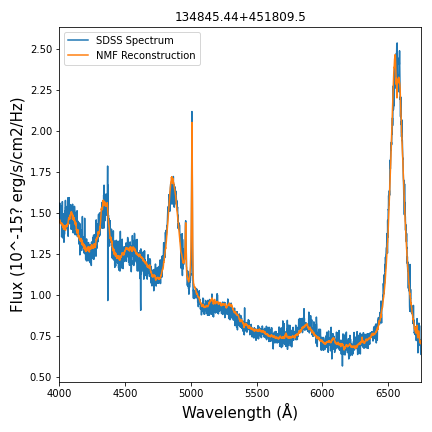 134845.44+451809.5
SDSS Spectrum
NMF Reconstruction
Flux (10^-15? erg/s/cm2/Hz)
2.50
2.25
2.00
1.75
1.50
1.25
1.00
0.75
0.50
4000 4500 5000 5500 6000 6500
Wavelength (Å)